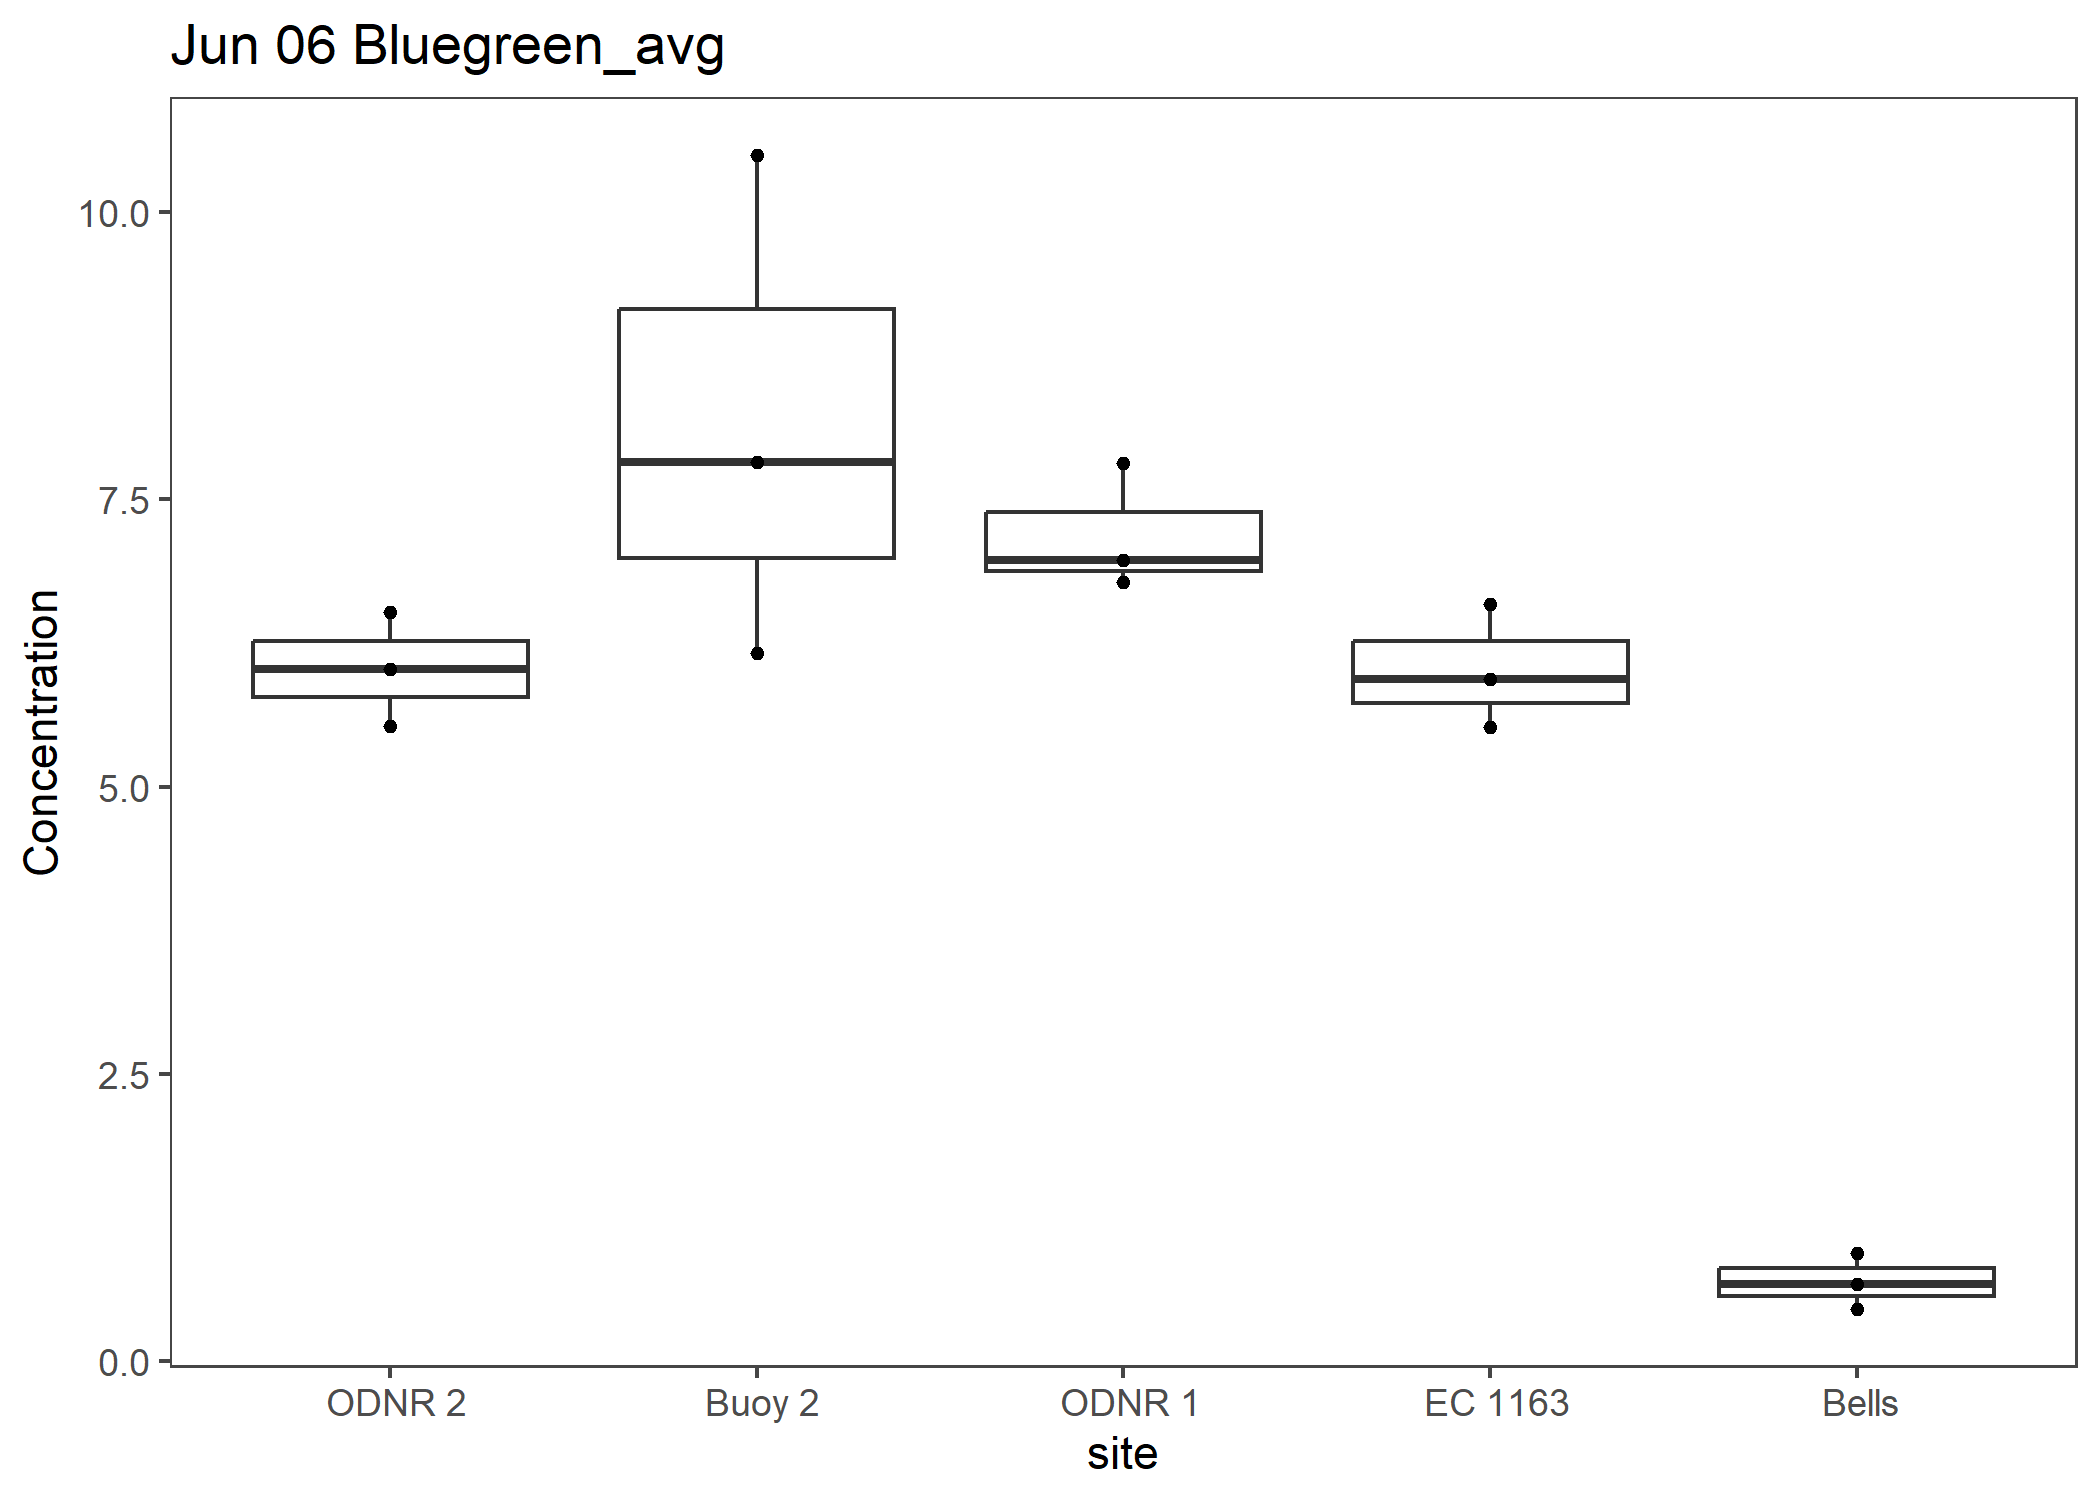 Jun 06 Bluegreen_avg
Concentration
10.0
7.5
5.0
2.5
0.0
ODNR 2 Buoy 2 ODNR 1 EC 1163 Bells
site